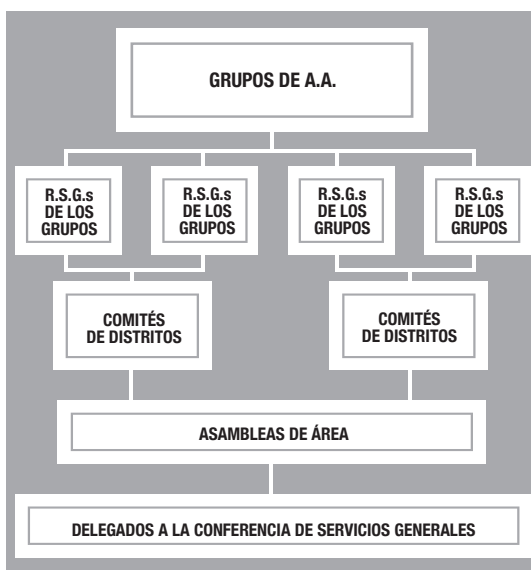 GRUPOS DE A.A.
R.S.G.s
DE LOS
GRUPOS
R.S.G.s
DE LOS
GRUPOS
R.S.G.s
DE LOS
GRUPOS
R.S.G.s
DE LOS
GRUPOS
COMITÉS
DE DISTRITOS
COMITÉS
DE DISTRITOS
ASAMBLEAS DE ÁREA
DELEGADOS A LA CONFERENCIA DE SERVICIOS GENERALES